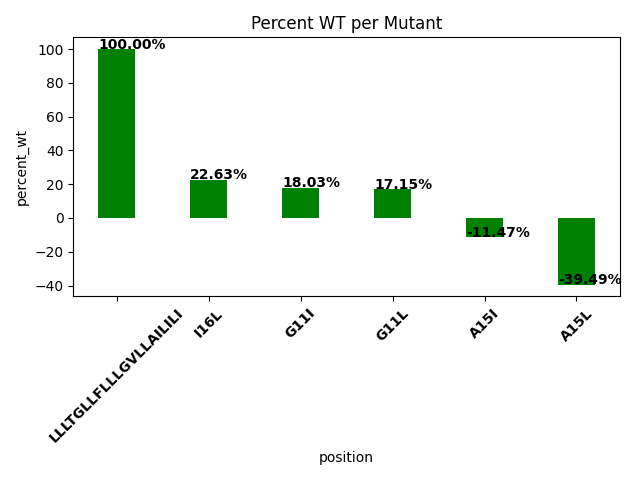 Percent WT per Mutant
percent_wt
100
80
60
40
20
0
−20
−40
100.00%
22.63%
18.03%
17.15%
-11.47%
-39.49%
LLLTGLLFLLLGVLLAILILI
I16L
G11I
G11L
A15I
A15L
position